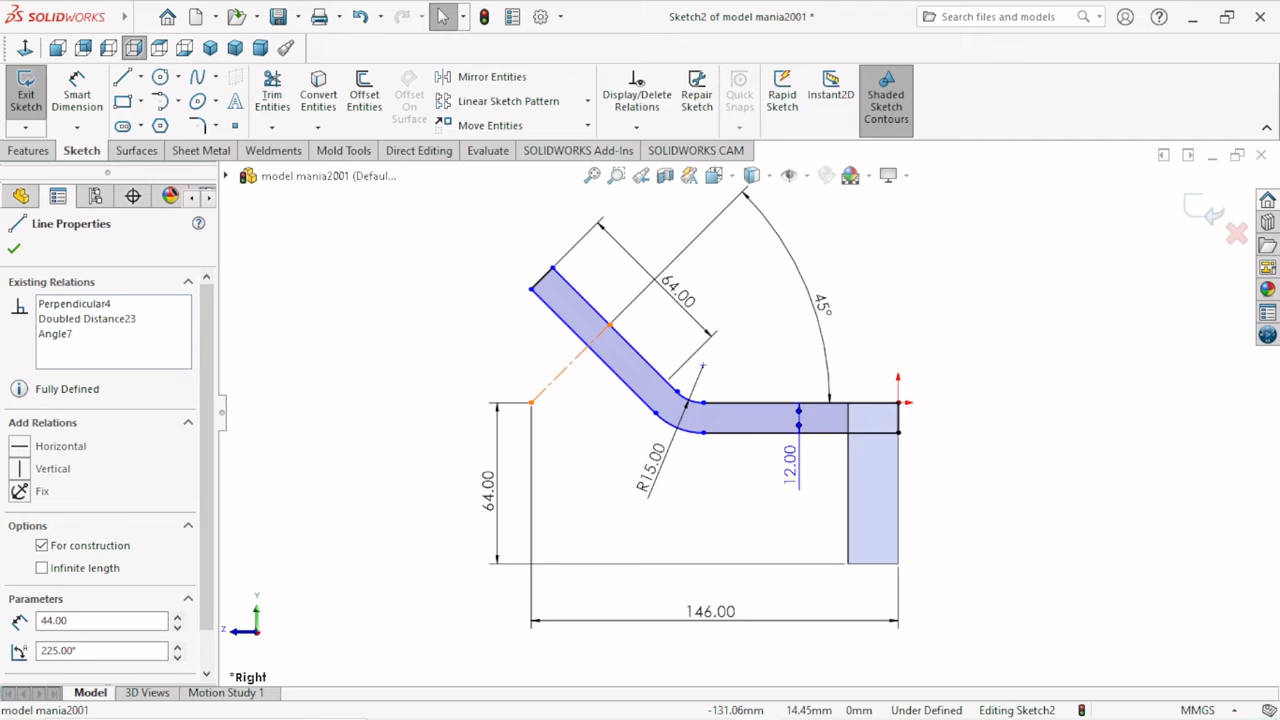 SOLIDWORKS
Sketch2 of model mania2001 *
Search files and models
Exit Sketch
Smart Dimension
Trim Entities
Convert Entities
Offset Entities
Offset On Surface
Mirror Entities
Linear Sketch Pattern
Move Entities
Display/Delete Relations
Repair Sketch
Quick Snaps
Rapid Sketch
Instant2D
Shaded Sketch Contours
Features
Sketch
Surfaces
Sheet Metal
Weldments
Mold Tools
Direct Editing
Evaluate
SOLIDWORKS Add-Ins
SOLIDWORKS CAM
model mania2001 (Defaul...
Line Properties
Existing Relations
Perpendicular4
Doubled Distance23
Angle7
Fully Defined
Add Relations
Horizontal
Vertical
Fix
Options
For construction
Infinite length
Parameters
44.00
225.00°
64.00
45°
R15.00
12.00
64.00
146.00
Y
Z
*Right
Model
3D Views
Motion Study 1
model mania2001
-131.06mm
14.45mm
0mm
Under Defined
Editing Sketch2
MMGS